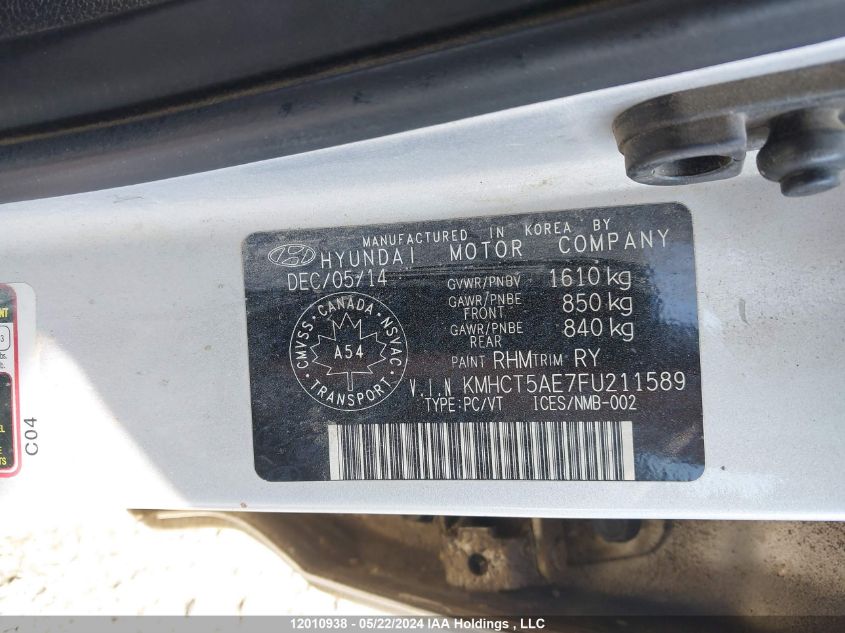 MANUFACTURED IN KOREA BY
HYUNDAI MOTOR COMPANY
DEC/05/14
GVWR/PNBV 1610 kg
GAWR/PNBE FRONT 850 kg
GAWR/PNBE REAR 840 kg
CMVSS · CANADA · NSVAC
A54
TRANSPORT
PAINT RHM TRIM RY
V.I.N KMHCT5AE7FU211589
TYPE:PC/VT ICES/NMB-002
NT
3
C04
12010938 - 05/22/2024 IAA Holdings , LLC